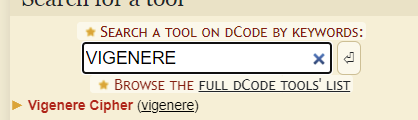 Search for a tool
★ SEARCH A TOOL ON DCODE BY KEYWORDS:
VIGENERE × ⏎
★ BROWSE THE FULL DCODE TOOLS' LIST
► Vigenere Cipher (vigenere)